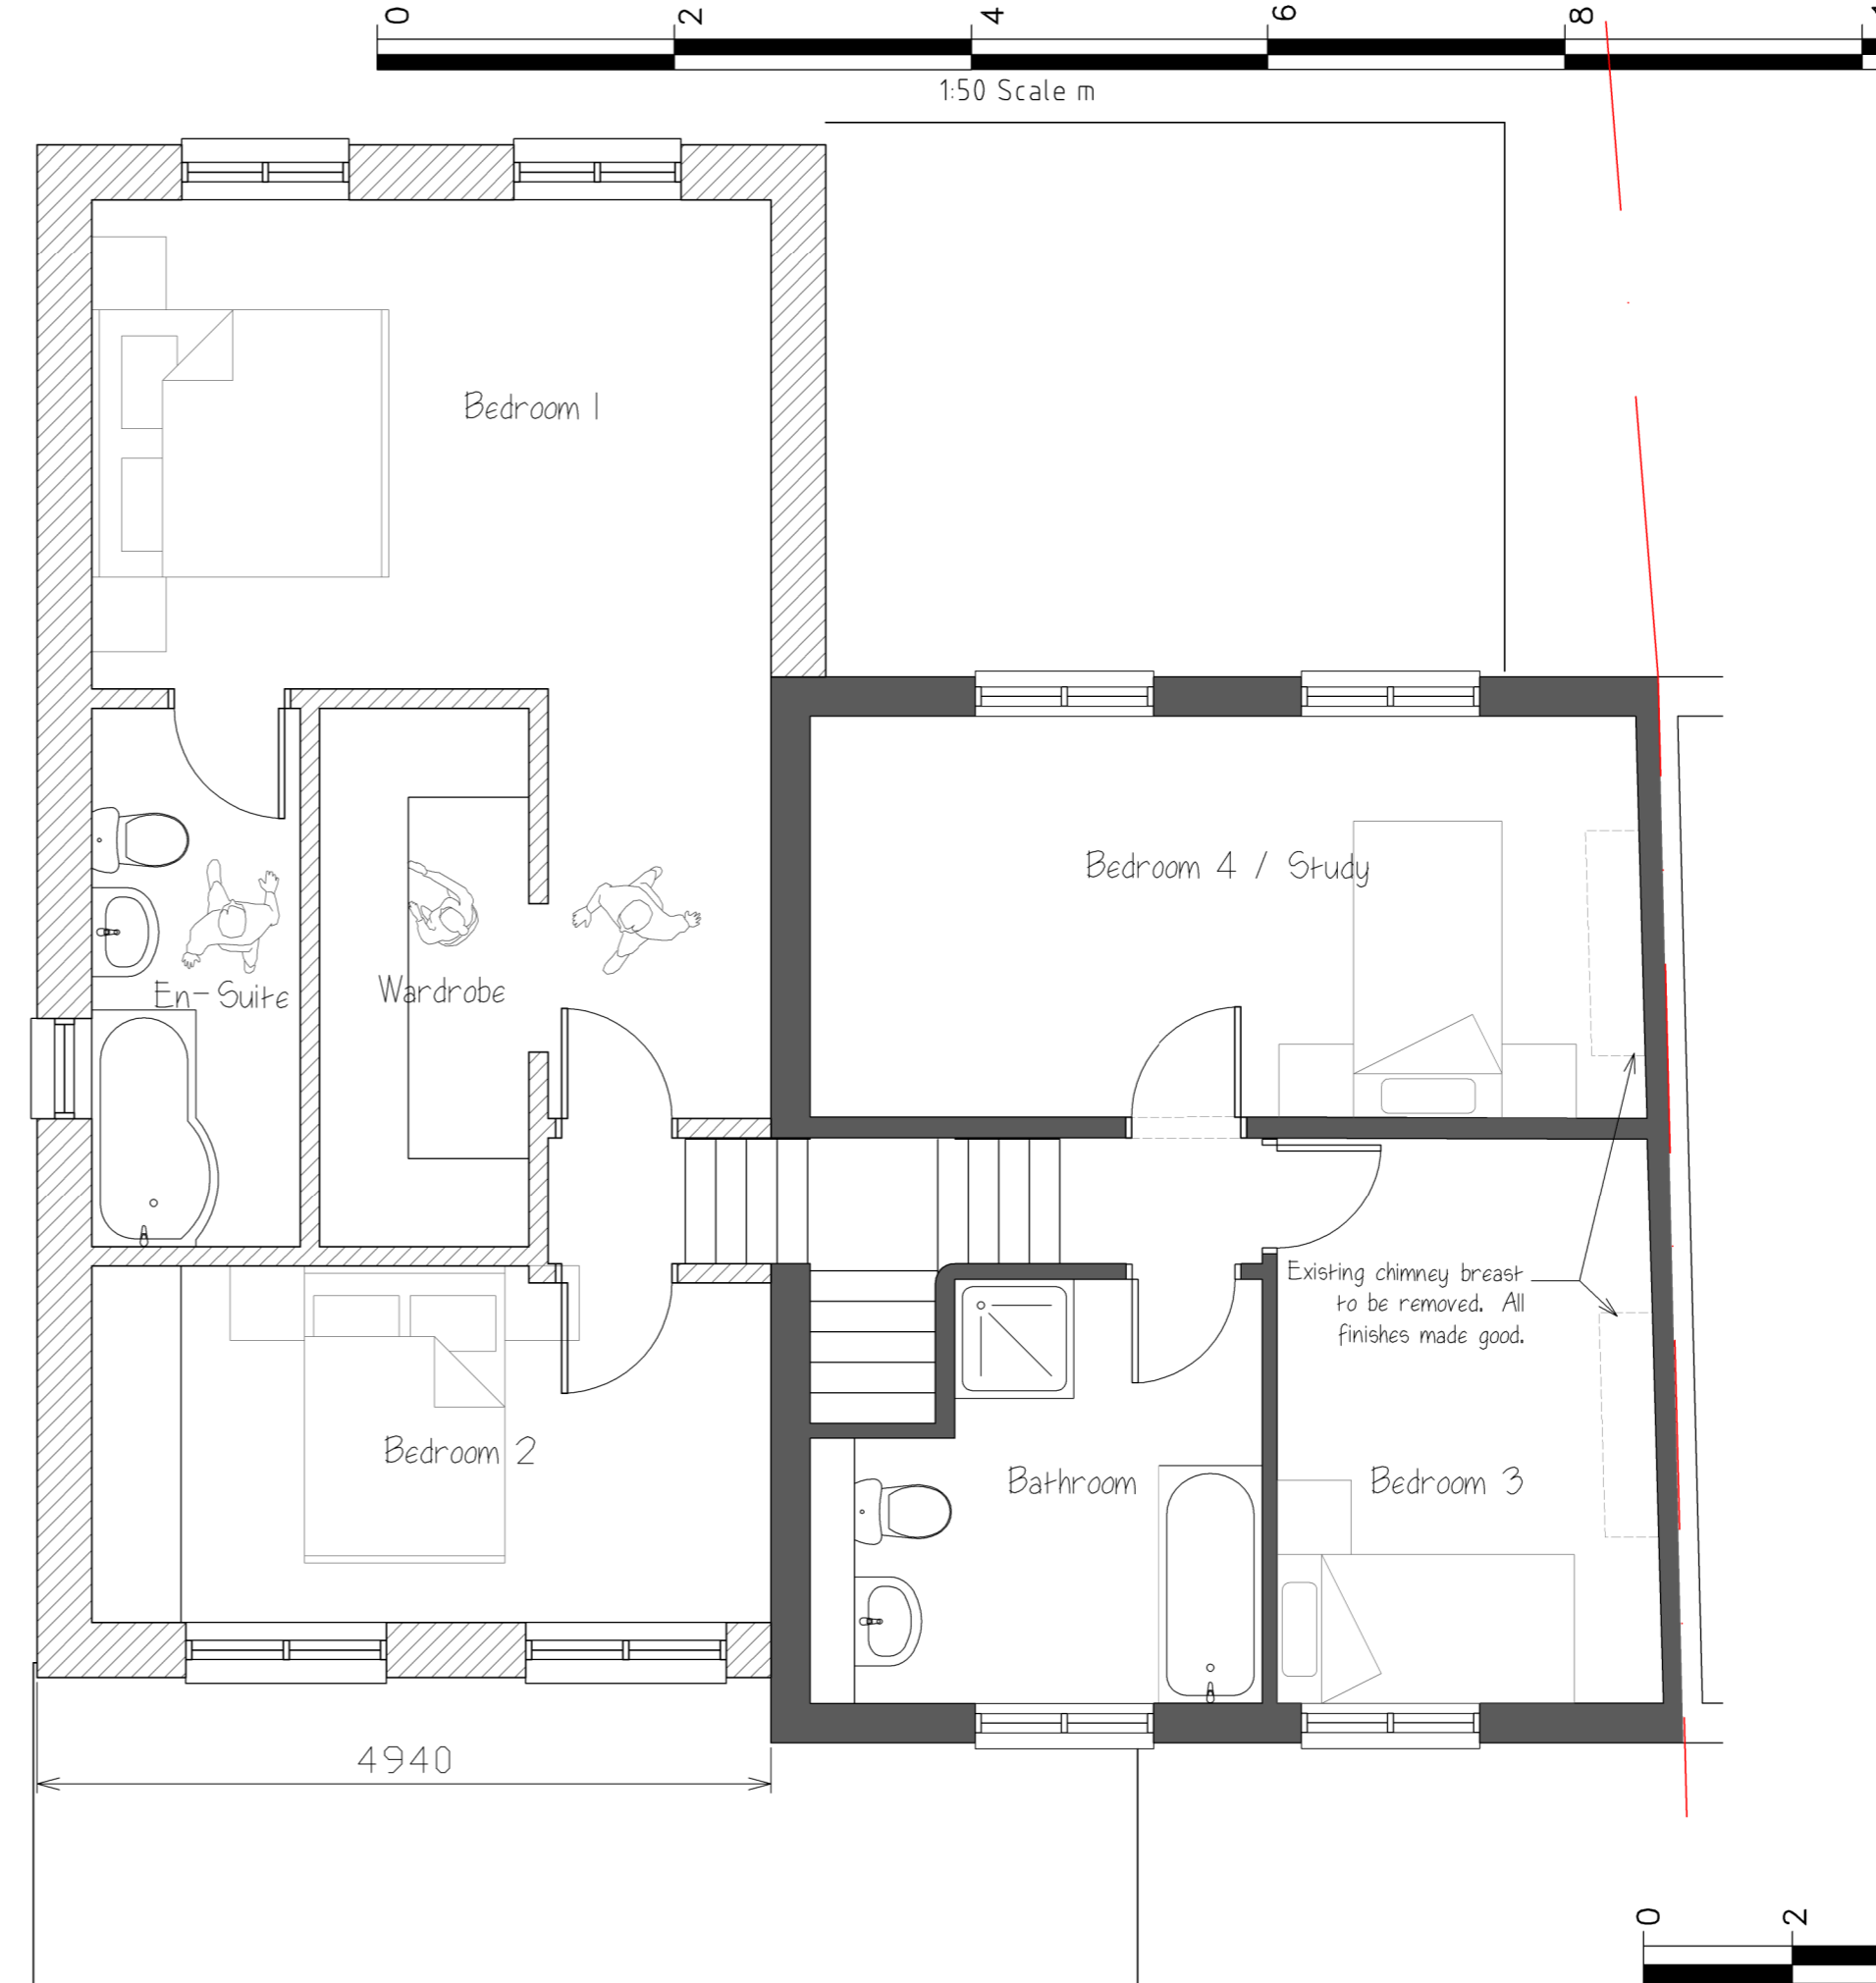 0 2 4 6 8
1:50 Scale m
Bedroom 1
Bedroom 4 / Study
En-Suite
Wardrobe
Existing chimney breast
to be removed. All
finishes made good.
Bedroom 2
Bathroom
Bedroom 3
4940
0 2